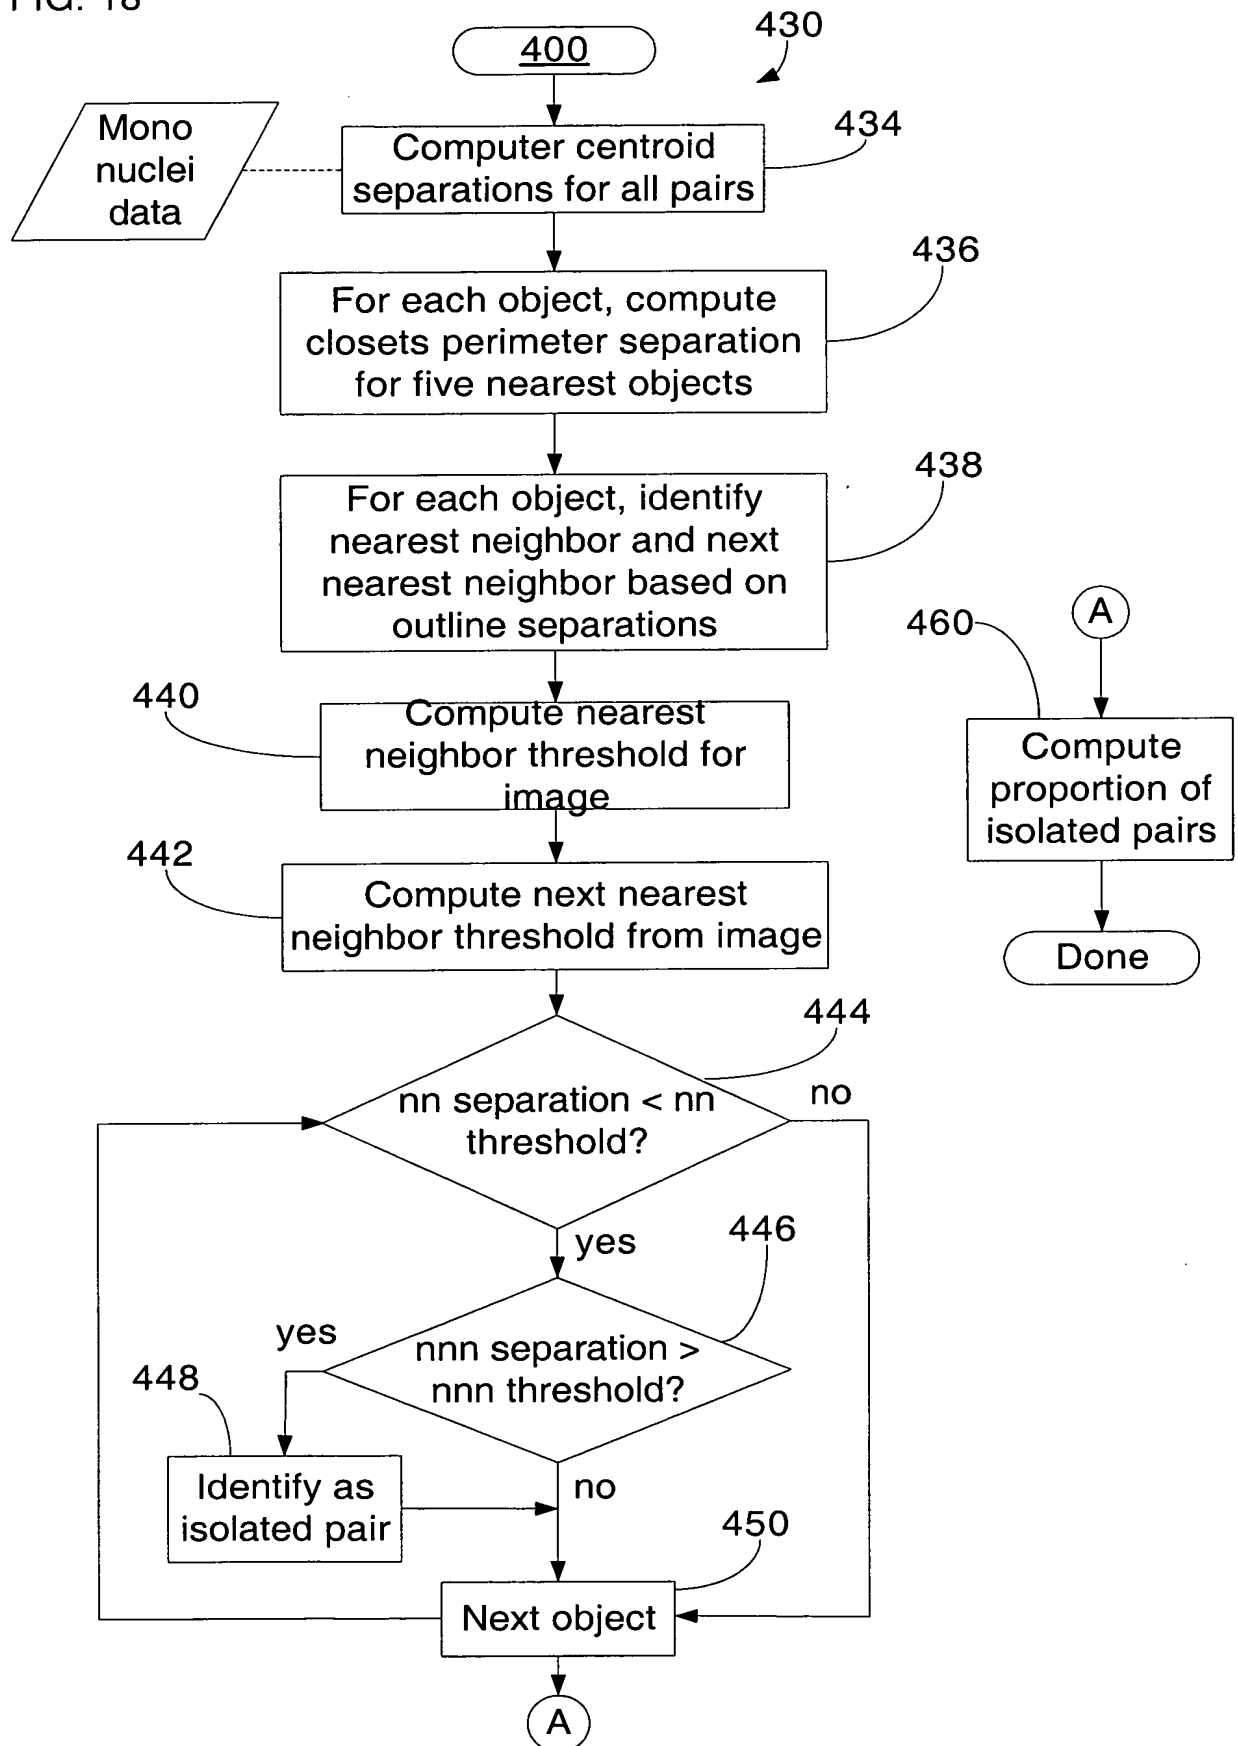 FIG. 18
400
430
Mono
nuclei
data
Computer centroid
separations for all pairs
434
For each object, compute
closets perimeter separation
for five nearest objects
436
For each object, identify
nearest neighbor and next
nearest neighbor based on
outline separations
438
440
Compute nearest
neighbor threshold for
image
442
Compute next nearest
neighbor threshold from image
444
nn separation < nn
threshold?
no
yes
446
nnn separation >
nnn threshold?
yes
448
Identify as
isolated pair
no
450
Next object
A
A
460
Compute
proportion of
isolated pairs
Done